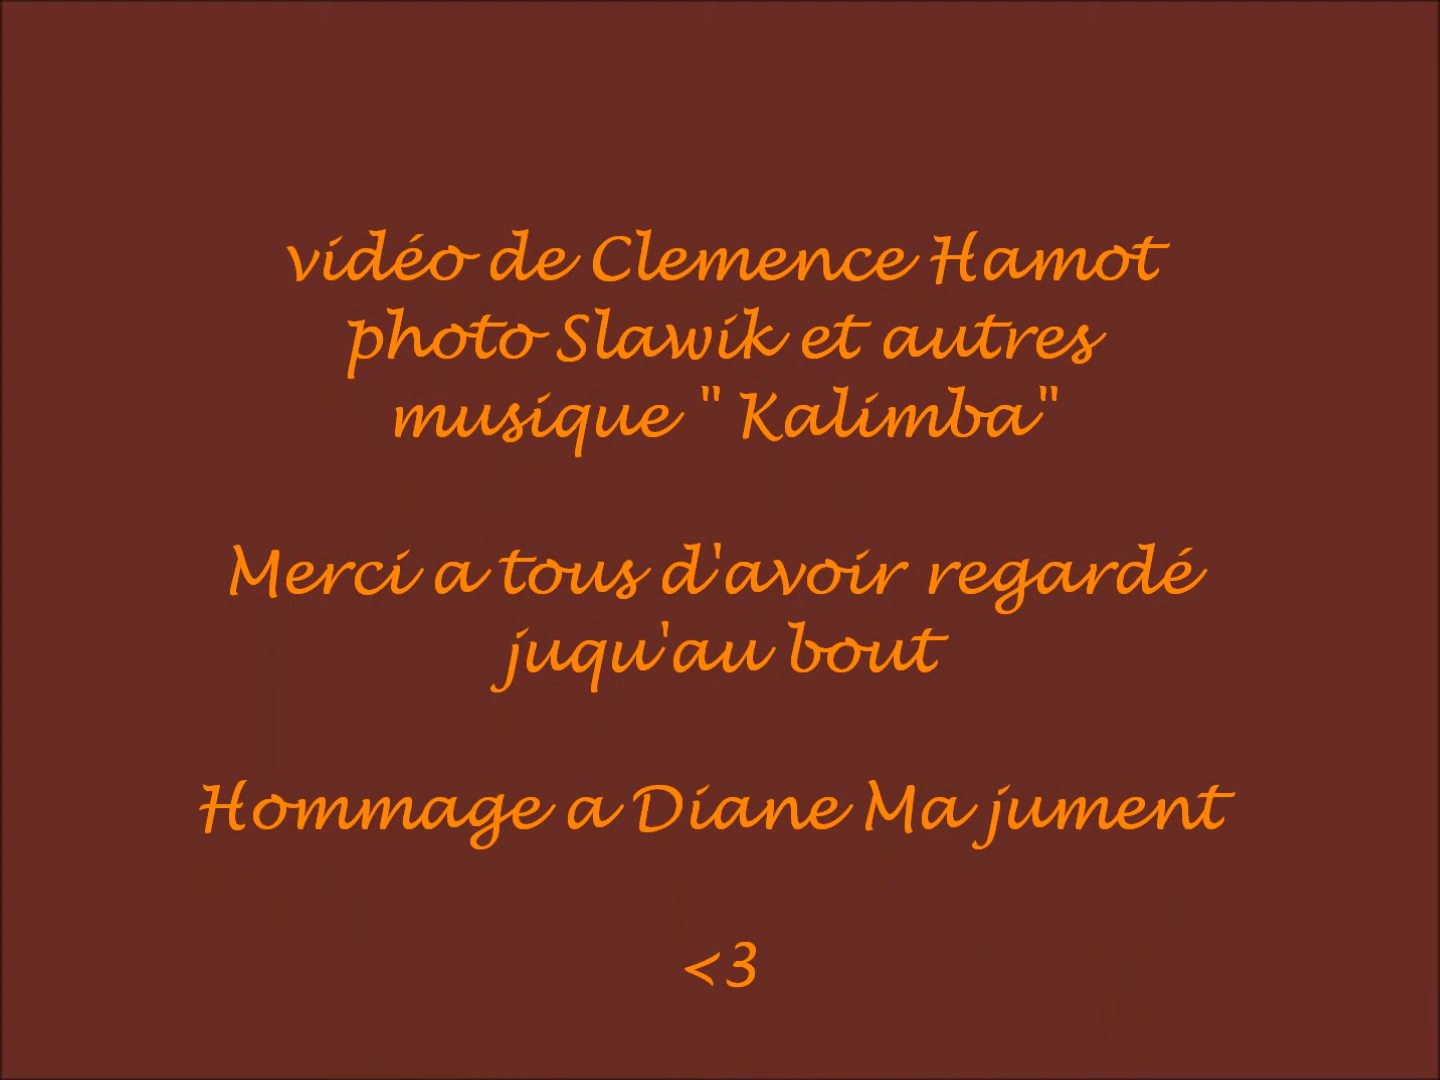 vidéo de Clemence Hamot
photo Slawik et autres
musique " Kalimba"
Merci a tous d'avoir regardé
juqu'au bout
Hommage a Diane Ma jument
<3